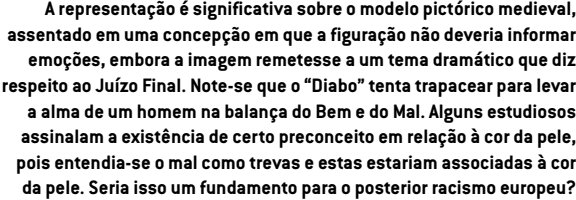 A representação é significativa sobre o modelo pictórico medieval,
assentado em uma concepção em que a figuração não deveria informar
emoções, embora a imagem remetesse a um tema dramático que diz
respeito ao Juízo Final. Note-se que o “Diabo” tenta trapacear para levar
a alma de um homem na balança do Bem e do Mal. Alguns estudiosos
assinalam a existência de certo preconceito em relação à cor da pele,
pois entendia-se o mal como trevas e estas estariam associadas à cor
da pele. Seria isso um fundamento para o posterior racismo europeu?